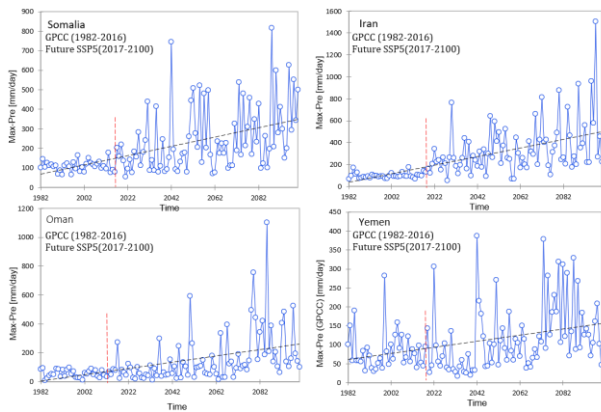 Somalia
GPCC (1982-2016)
Future SSP5(2017-2100)
Max-Pre [mm/day]
900
800
700
600
500
400
300
200
100
0
1982 2002 2022 2042 2062 2082
Time
Iran
GPCC (1982-2016)
Future SSP5(2017-2100)
Max-Pre [mm/day]
1600
1400
1200
1000
800
600
400
200
0
1982 2002 2022 2042 2062 2082
Time
Oman
GPCC (1982-2016)
Future SSP5(2017-2100)
Max-Pre [mm/day]
1200
1000
800
600
400
200
0
1982 2002 2022 2042 2062 2082
Time
Yemen
GPCC (1982-2016)
Future SSP5(2017-2100)
Max-Pre (GPCC) [mm/day]
450
400
350
300
250
200
150
100
50
0
1982 2002 2022 2042 2062 2082
Time